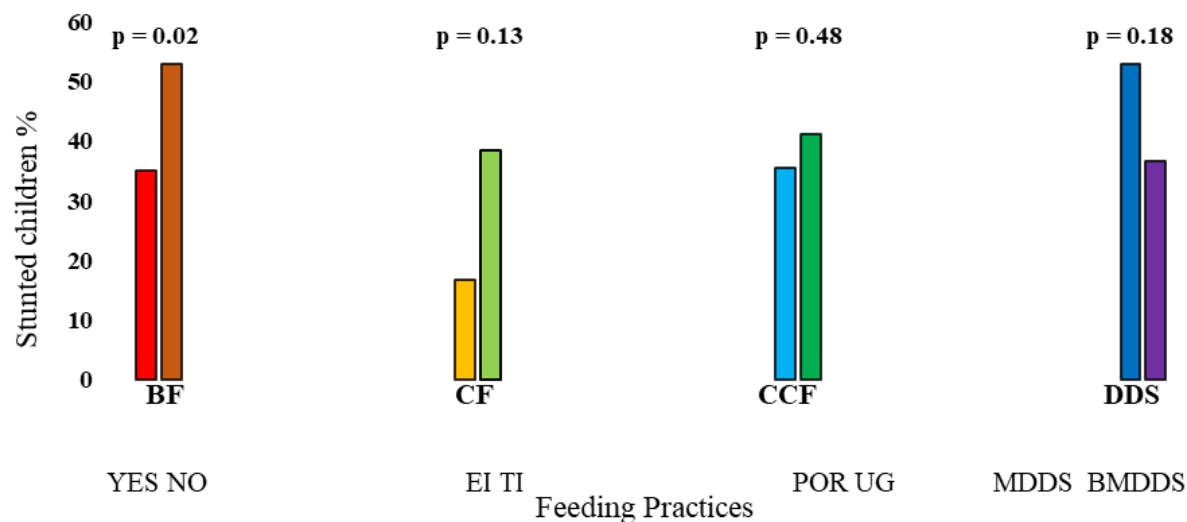 60
p = 0.02 p = 0.13 p = 0.48 p = 0.18
50
40
30
20
10
0
Stunted children %
BF CF CCF DDS
YES NO EI TI POR UG MDDS BMDDS
Feeding Practices